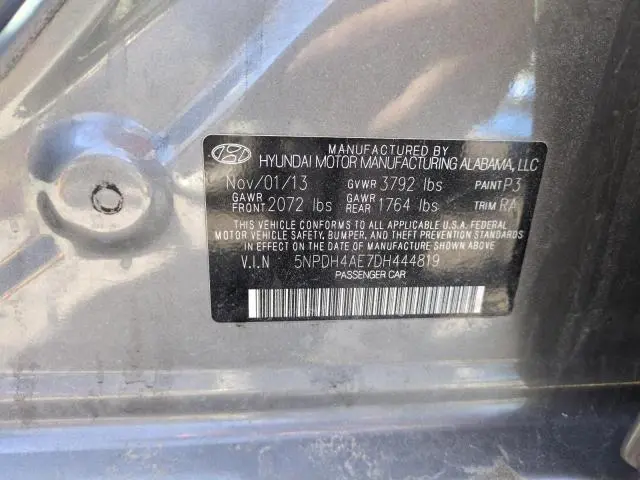 MANUFACTURED BY
HYUNDAI MOTOR MANUFACTURING ALABAMA, LLC
Nov/01/13 GVWR 3792 lbs PAINT P3
GAWR FRONT 2072 lbs GAWR REAR 1764 lbs TRIM RA
THIS VEHICLE CONFORMS TO ALL APPLICABLE U.S.A. FEDERAL
MOTOR VEHICLE SAFETY, BUMPER, AND THEFT PREVENTION STANDARDS
IN EFFECT ON THE DATE OF MANUFACTURE SHOWN ABOVE.
V.I.N 5NPDH4AE7DH444819
PASSENGER CAR